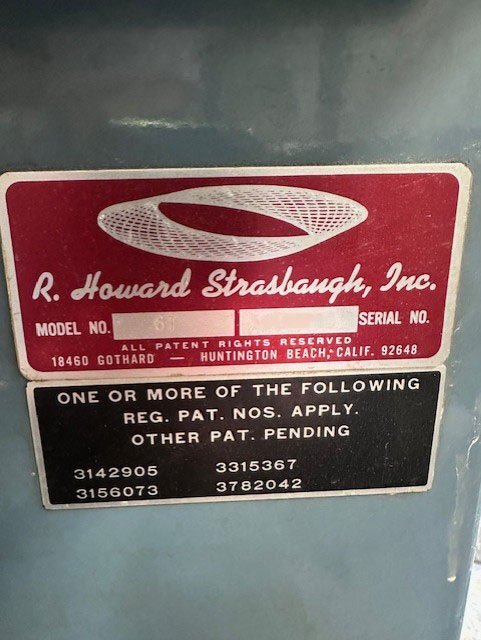 R. Howard Strasbaugh, Inc.
MODEL NO. SERIAL NO.
ALL PATENT RIGHTS RESERVED
18460 GOTHARD — HUNTINGTON BEACH, CALIF. 92648
ONE OR MORE OF THE FOLLOWING
REG. PAT. NOS. APPLY.
OTHER PAT. PENDING
3142905 3315367
3156073 3782042